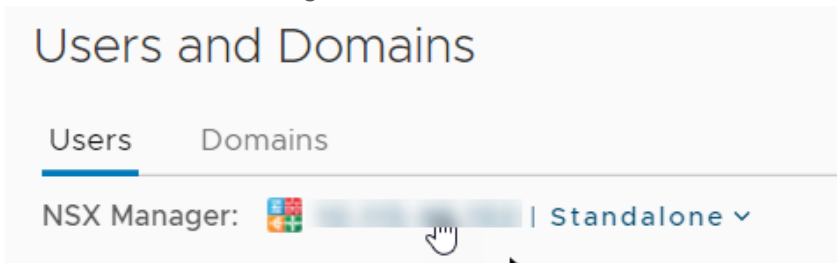 Users and Domains
Users Domains
NSX Manager: | Standalone